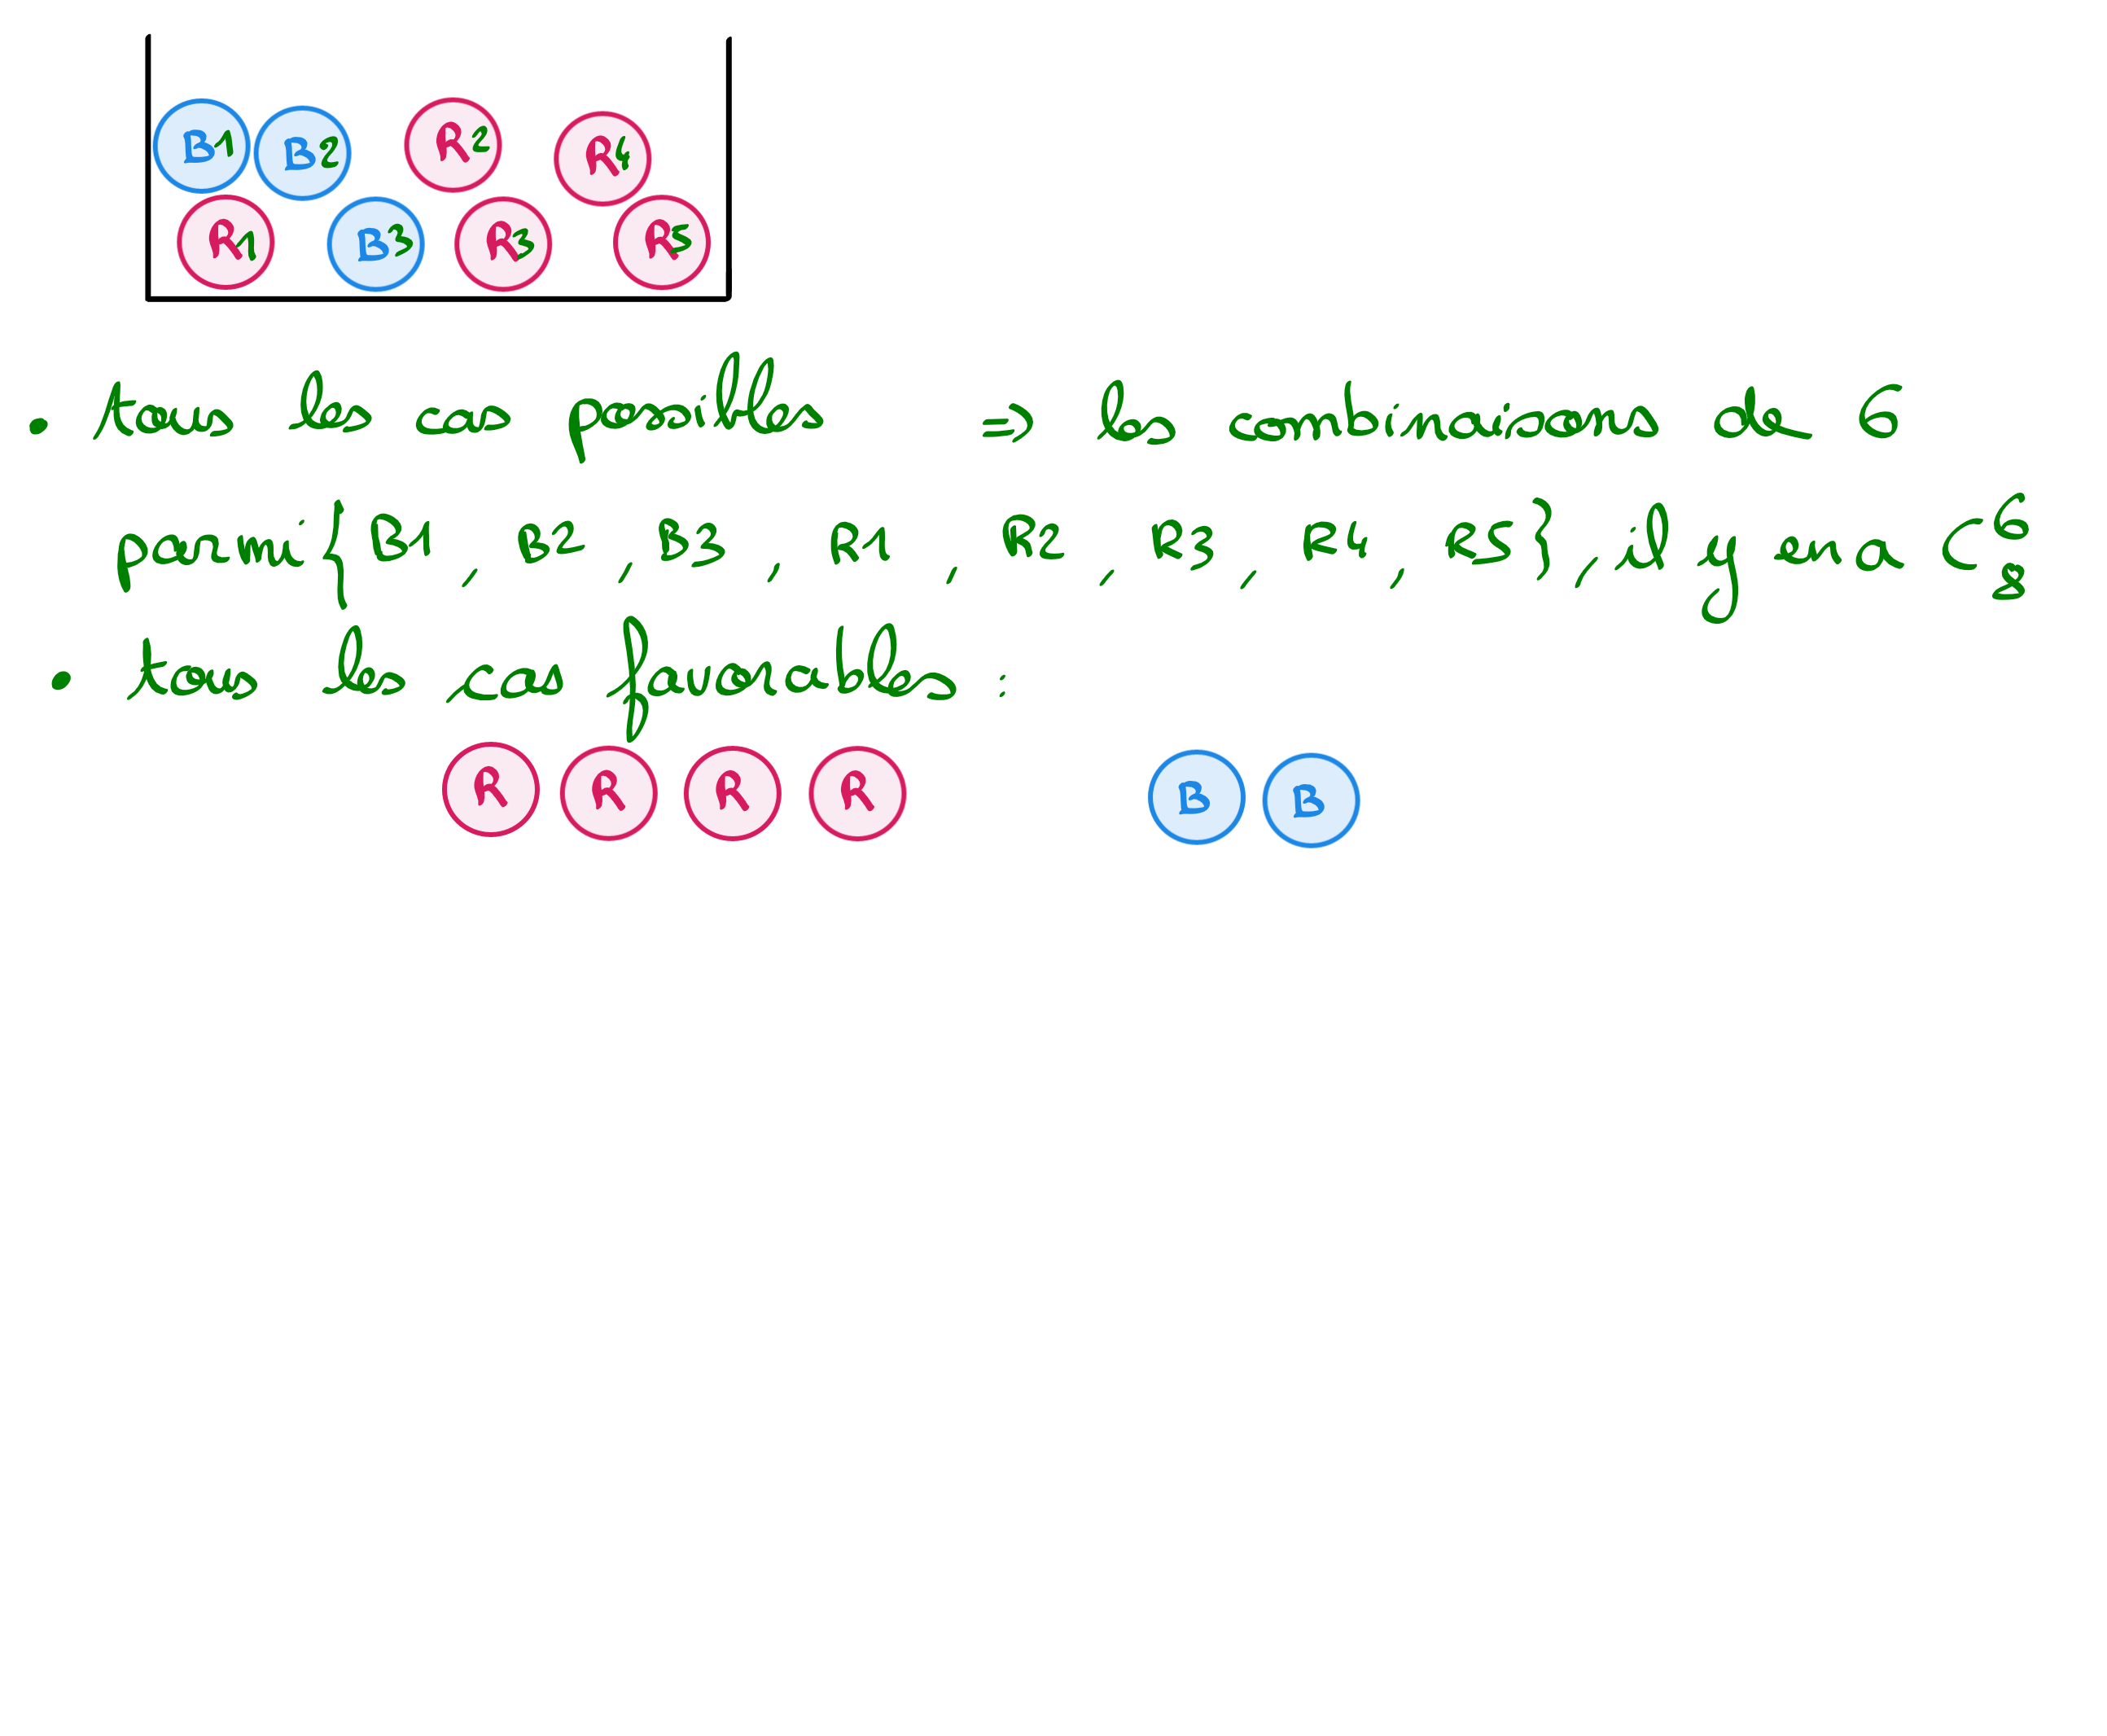 B1 B2 R2 R4
R1 B3 R3 R5
• tous les cas possibles => les combinaisons de 6
parmi {B1, B2, B3, R1, R2, R3, R4, R5}, il y en a C 6 8
• tous les cas favorables :
R R R R B B